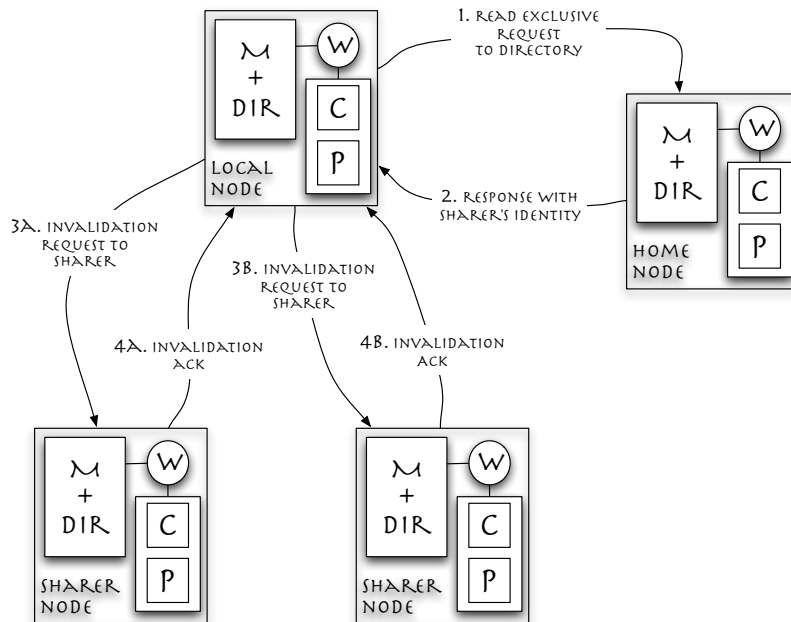 1. Read Exclusive
request
to directory
M
+
DIR
W
C
P
Local
Node
M
+
DIR
W
C
P
Home
Node
2. Response with
sharer's identity
3a. Invalidation
request to
sharer
3b. Invalidation
request to
sharer
4a. Invalidation
ack
4b. Invalidation
Ack
M
+
DIR
W
C
P
Sharer
Node
M
+
DIR
W
C
P
Sharer
Node